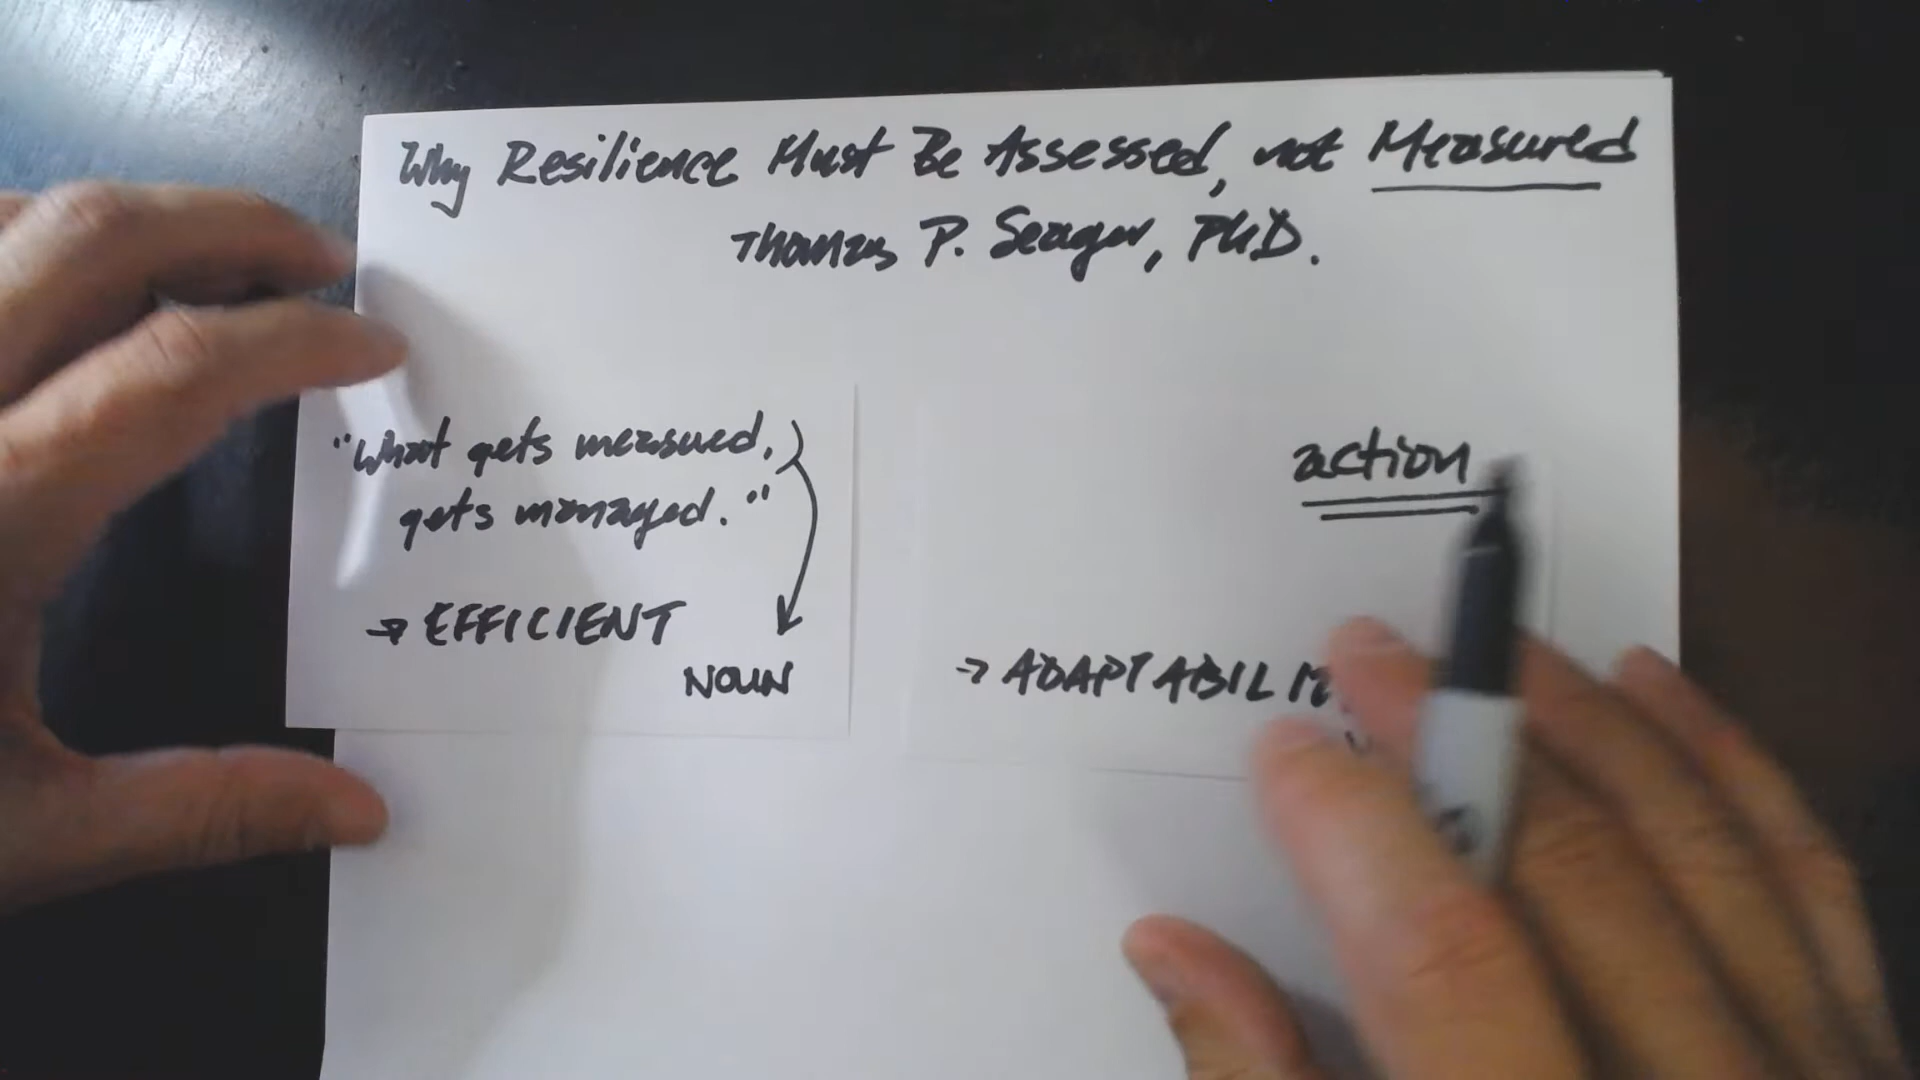 Why Resilience Must Be Assessed, not Measured
Thomas P. Seager, PhD.
"What gets measured,
gets managed."
→ EFFICIENT
NOUN
action
→